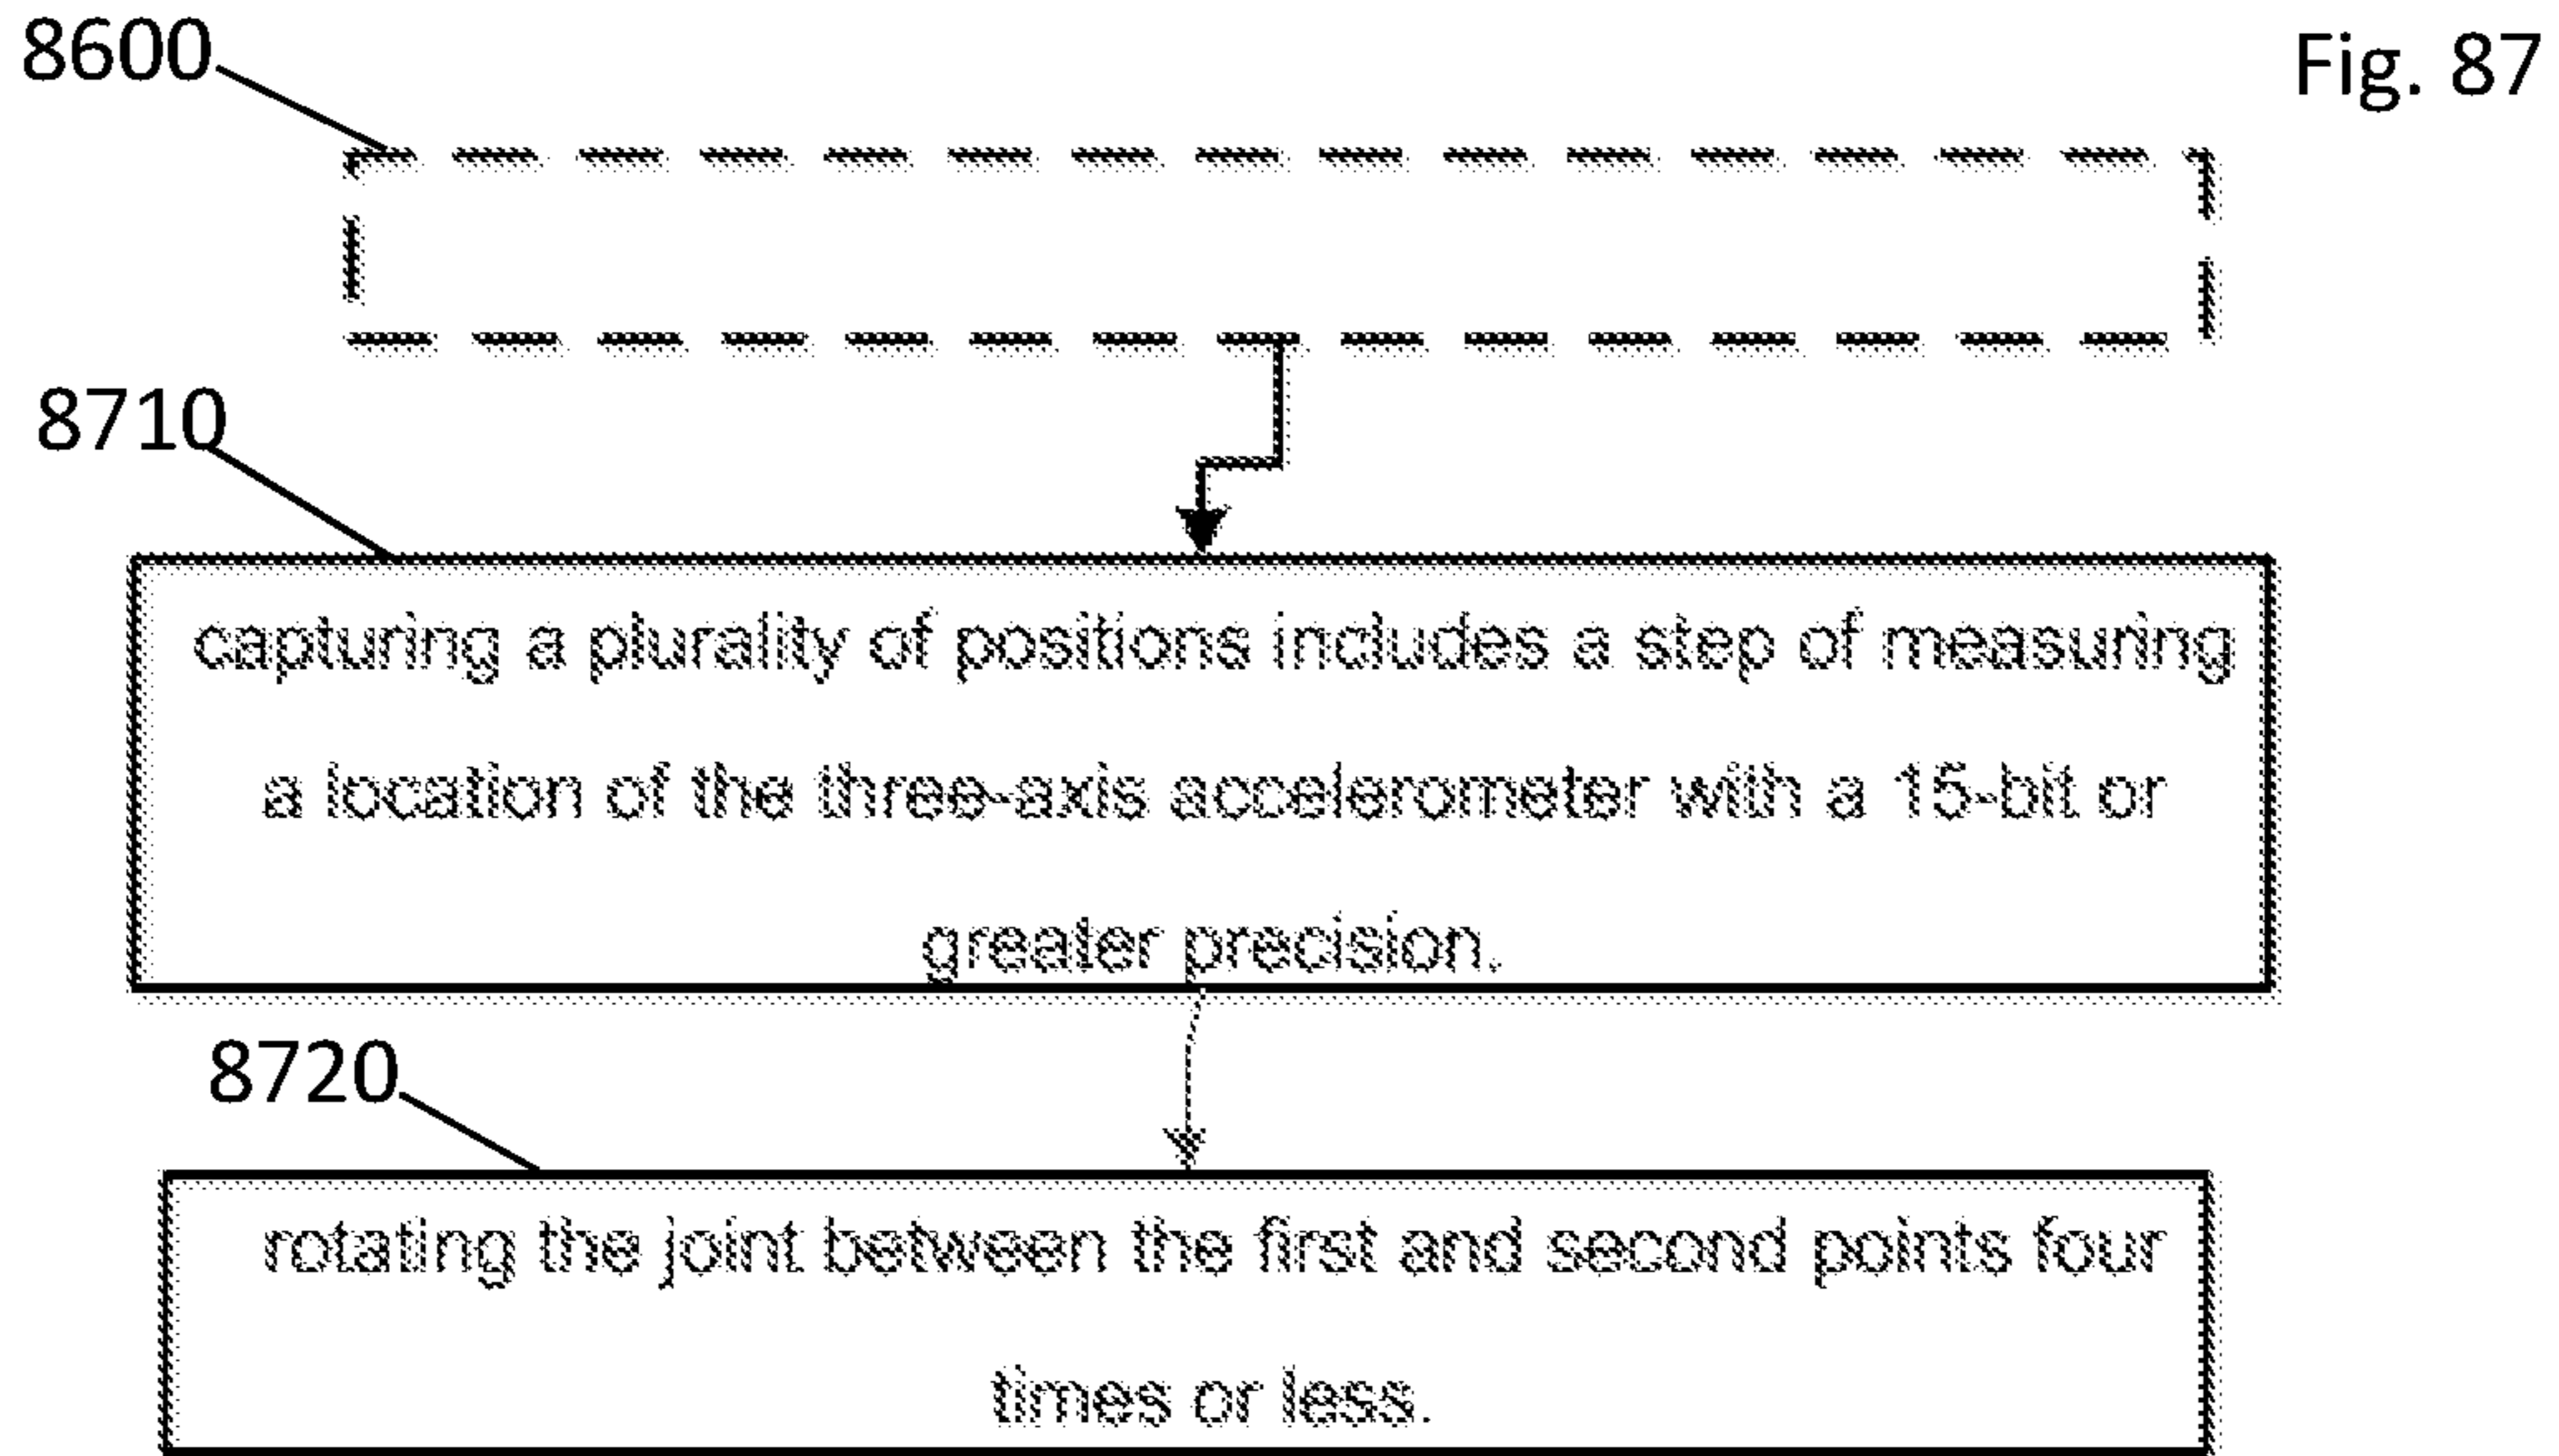 8600
Fig. 87
8710
capturing a plurality of positions includes a step of measuring
a location of the three-axis accelerometer with a 15-bit or
greater precision.
8720
rotating the joint between the first and second points four
times or less.